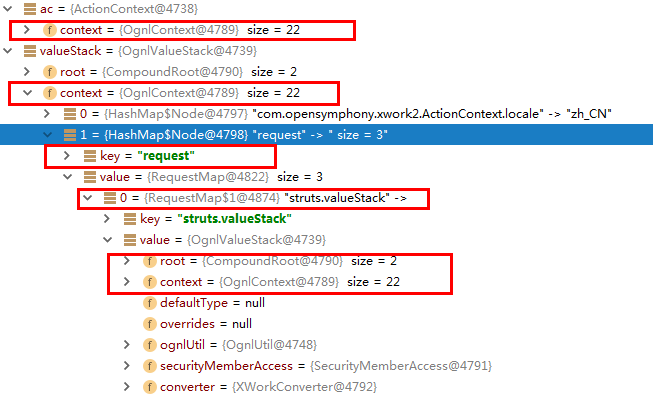 ac = {ActionContext@4738}
f context = {OgnlContext@4789} size = 22
valueStack = {OgnlValueStack@4739}
f root = {CompoundRoot@4790} size = 2
f context = {OgnlContext@4789} size = 22
0 = {HashMap$Node@4797} "com.opensymphony.xwork2.ActionContext.locale" -> "zh_CN"
1 = {HashMap$Node@4798} "request" -> " size = 3"
key = "request"
value = {RequestMap@4822} size = 3
0 = {RequestMap$1@4874} "struts.valueStack" ->
key = "struts.valueStack"
value = {OgnlValueStack@4739}
f root = {CompoundRoot@4790} size = 2
f context = {OgnlContext@4789} size = 22
f defaultType = null
f overrides = null
f ognlUtil = {OgnlUtil@4748}
f securityMemberAccess = {SecurityMemberAccess@4791}
f converter = {XWorkConverter@4792}